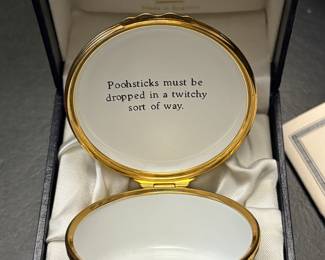 Poohsticks must be
dropped in a twitchy
sort of way.